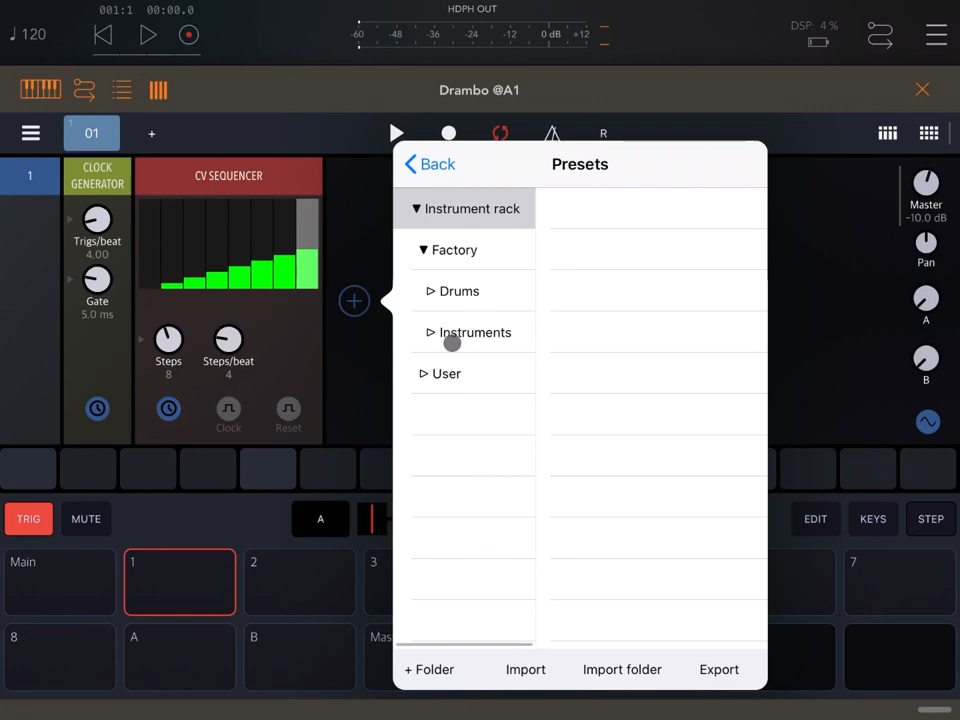 001:1 00:00.0
HDPH OUT
♩120
-60 -48 -36 -24 -12 0 dB +12
DSP: 4 %
Drambo @A1
1
01
+
R
1
CLOCK
GENERATOR
CV SEQUENCER
Trigs/beat
4.00
Gate
5.0 ms
Steps
8
Steps/beat
4
Clock
Reset
Back
Presets
▼ Instrument rack
▼ Factory
▷ Drums
▷ Instruments
▷ User
+ Folder
Import
Import folder
Export
Master
-10.0 dB
Pan
A
B
TRIG
MUTE
A
EDIT
KEYS
STEP
Main
1
2
3
7
8
A
B
Mas